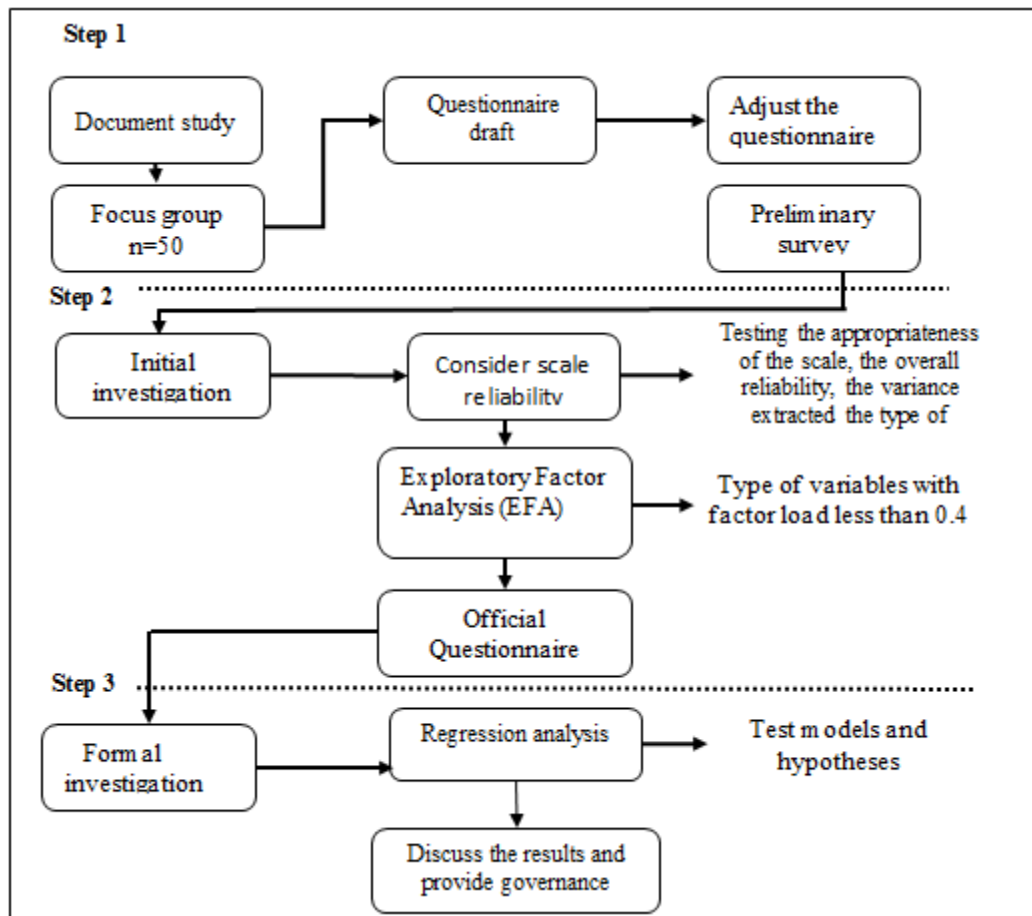 Step 1
Document study
Questionnaire
draft
Adjust the
questionnaire
Focus group
n=50
Preliminary
survey
Step 2
Initial
investigation
Consider scale
reliability
Testing the appropriateness
of the scale, the overall
reliability, the variance
extracted the type of
Exploratory Factor
Analysis (EFA)
Type of variables with
factor load less than 0.4
Official
Questionnaire
Step 3
Formal
investigation
Regression analysis
Test models and
hypotheses
Discuss the results and
provide governance